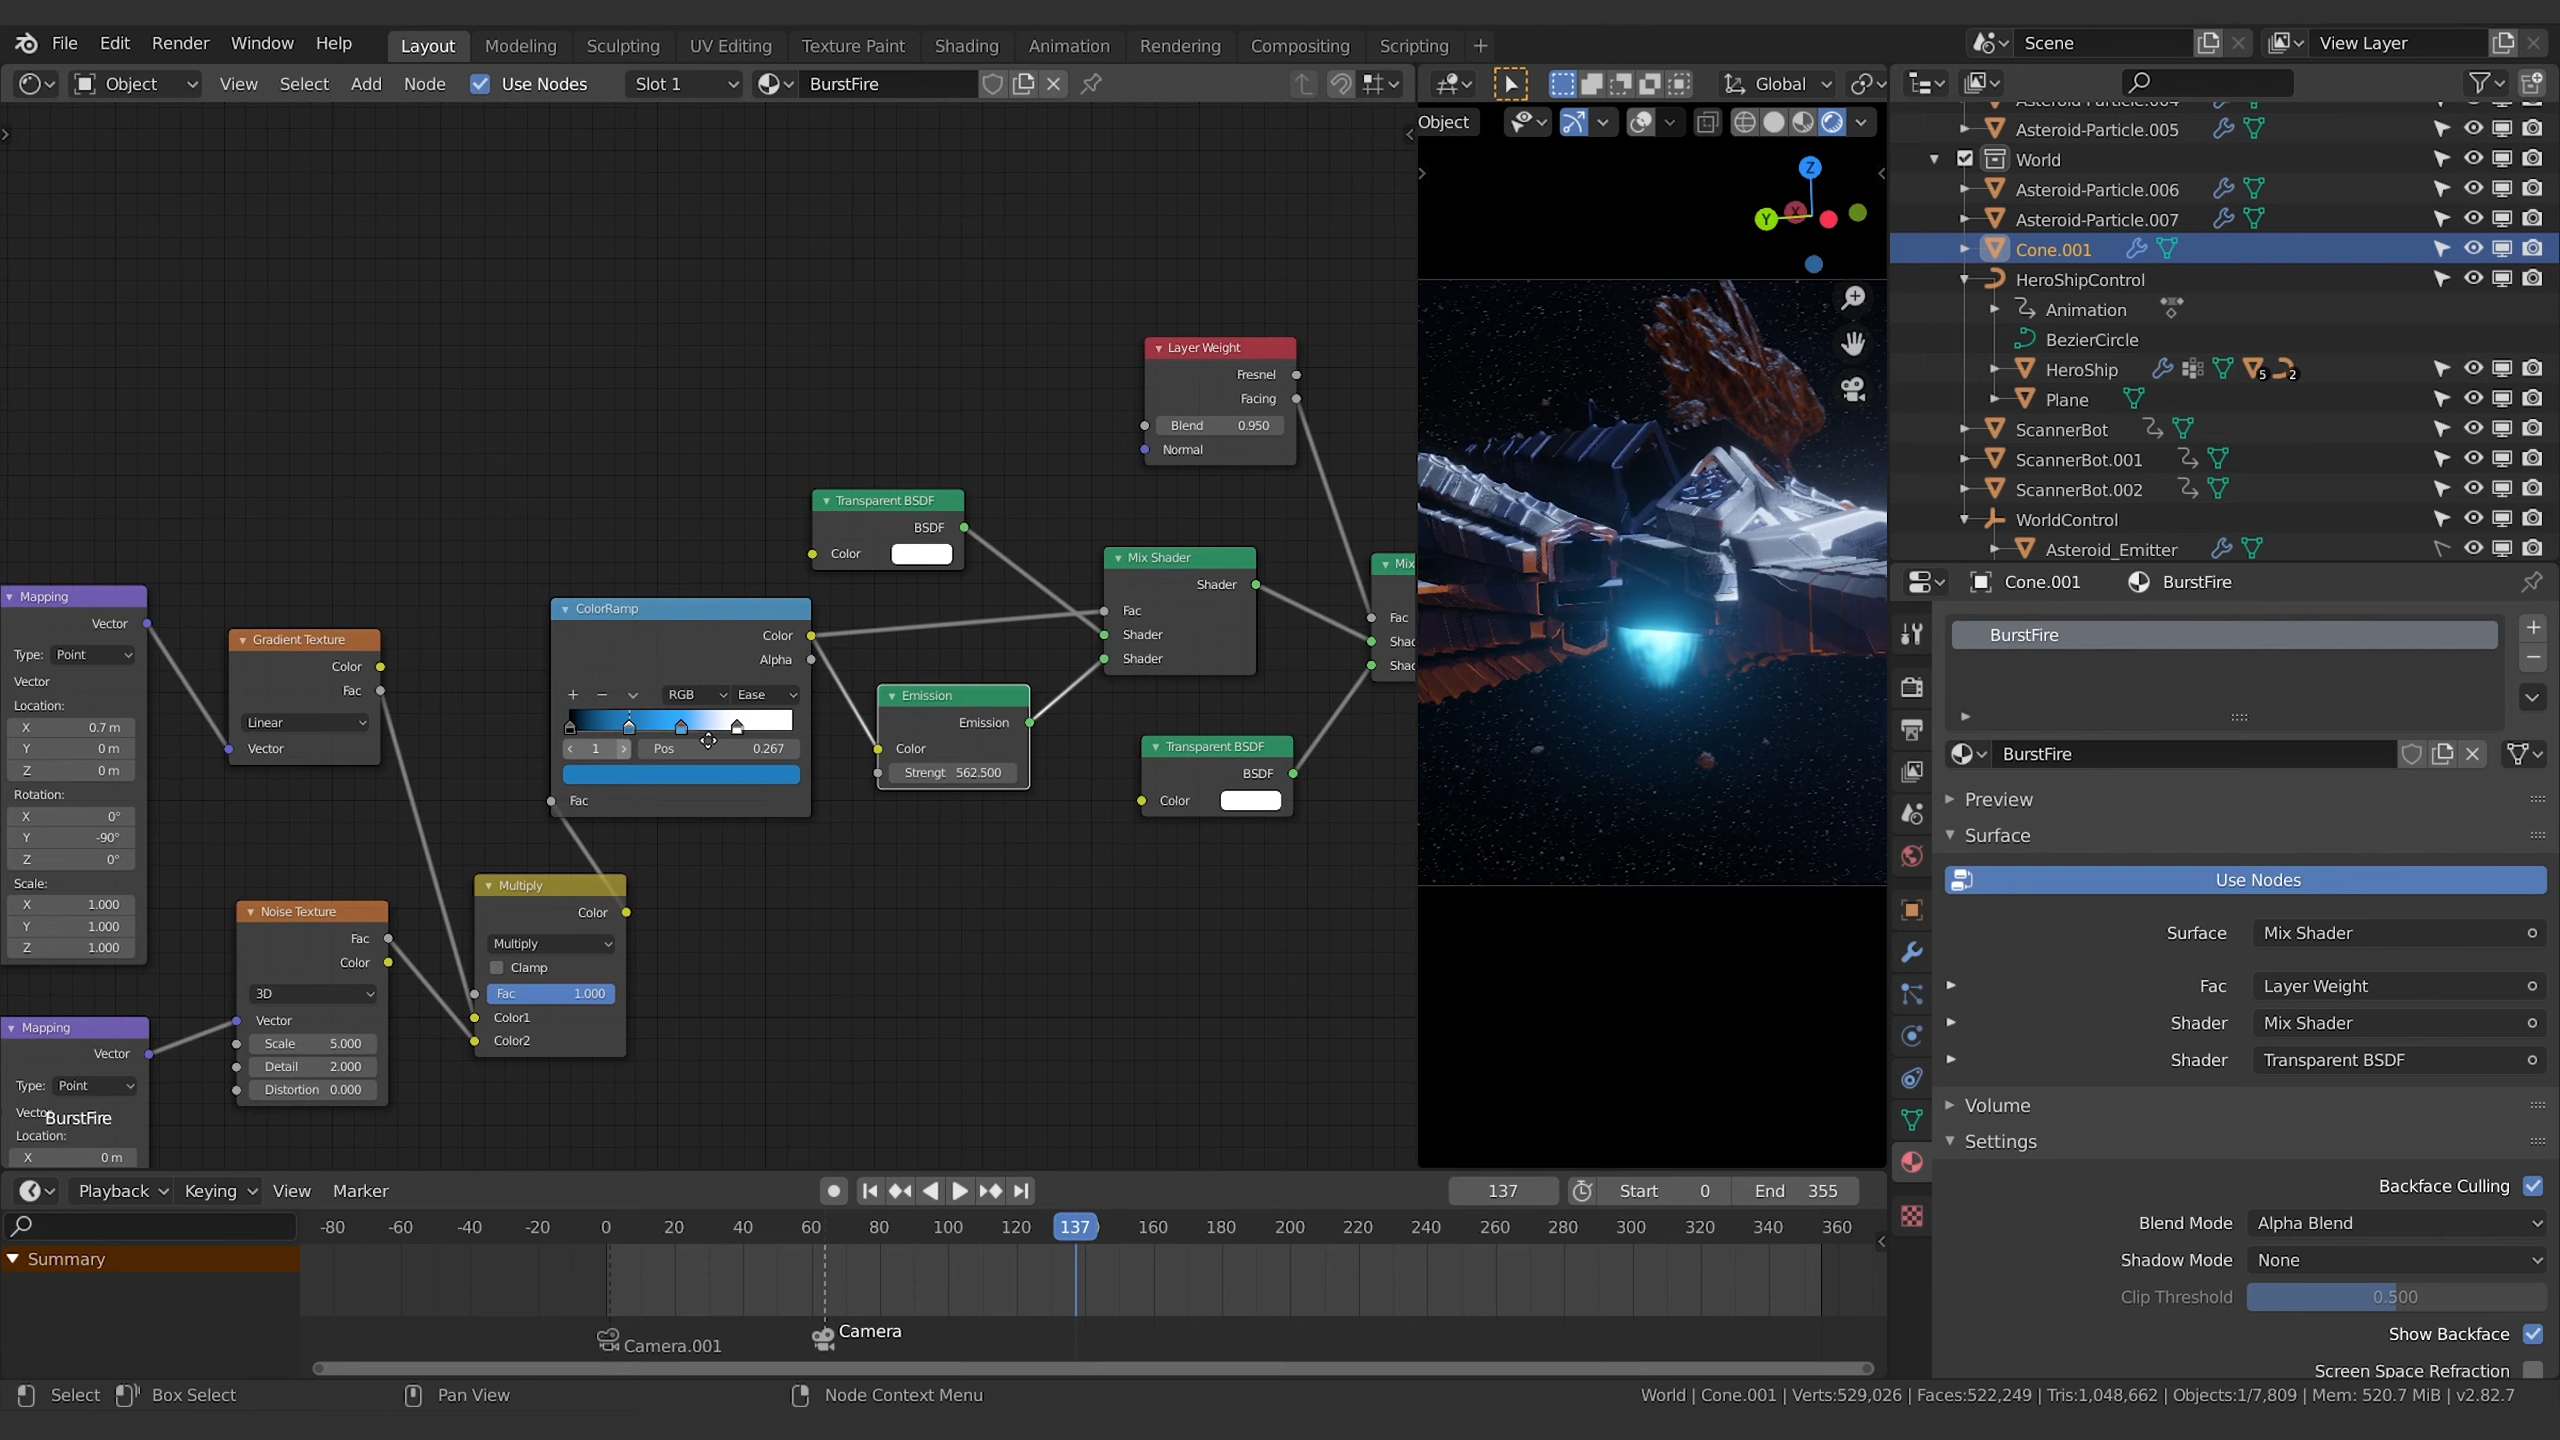 File Edit Render Window Help Layout Modeling Sculpting UV Editing Texture Paint Shading Animation Rendering Compositing Scripting + Scene View Layer
Object View Select Add Node Use Nodes Slot 1 BurstFire Global
Object
Z
Y X
Asteroid-Particle.004
Asteroid-Particle.005
World
Asteroid-Particle.006
Asteroid-Particle.007
Cone.001
HeroShipControl
Animation
BezierCircle
HeroShip 5 2
Plane
ScannerBot
ScannerBot.001
ScannerBot.002
WorldControl
Asteroid_Emitter
Layer Weight
Fresnel
Facing
Blend 0.950
Normal
Transparent BSDF
BSDF
Color
Mix Shader
Shader
Fac
Shader
Shader
Mix
Fac
Shac
Shac
Mapping
Vector
Type: Point
Vector
Location:
X 0.7 m
Y 0 m
Z 0 m
Rotation:
X 0°
Y -90°
Z 0°
Scale:
X 1.000
Y 1.000
Z 1.000
Gradient Texture
Color
Fac
Linear
Vector
ColorRamp
Color
Alpha
+ − RGB Ease
1 Pos 0.267
Fac
Emission
Emission
Color
Strengt 562.500
Transparent BSDF
BSDF
Color
Multiply
Color
Multiply
Clamp
Fac 1.000
Color1
Color2
Noise Texture
Fac
Color
3D
Vector
Scale 5.000
Detail 2.000
Distortion 0.000
Mapping
Vector
Type: Point
Vector
BurstFire
Location:
X 0 m
Cone.001 BurstFire
BurstFire
BurstFire
Preview
Surface
Use Nodes
Surface Mix Shader
Fac Layer Weight
Shader Mix Shader
Shader Transparent BSDF
Volume
Settings
Backface Culling
Blend Mode Alpha Blend
Shadow Mode None
Clip Threshold 0.500
Show Backface
Screen Space Refraction
Playback Keying View Marker 137 Start 0 End 355
-80 -60 -40 -20 0 20 40 60 80 100 120 137 160 180 200 220 240 260 280 300 320 340 360
Summary
Camera.001 Camera
Select Box Select Pan View Node Context Menu World | Cone.001 | Verts:529,026 | Faces:522,249 | Tris:1,048,662 | Objects:1/7,809 | Mem: 520.7 MiB | v2.82.7